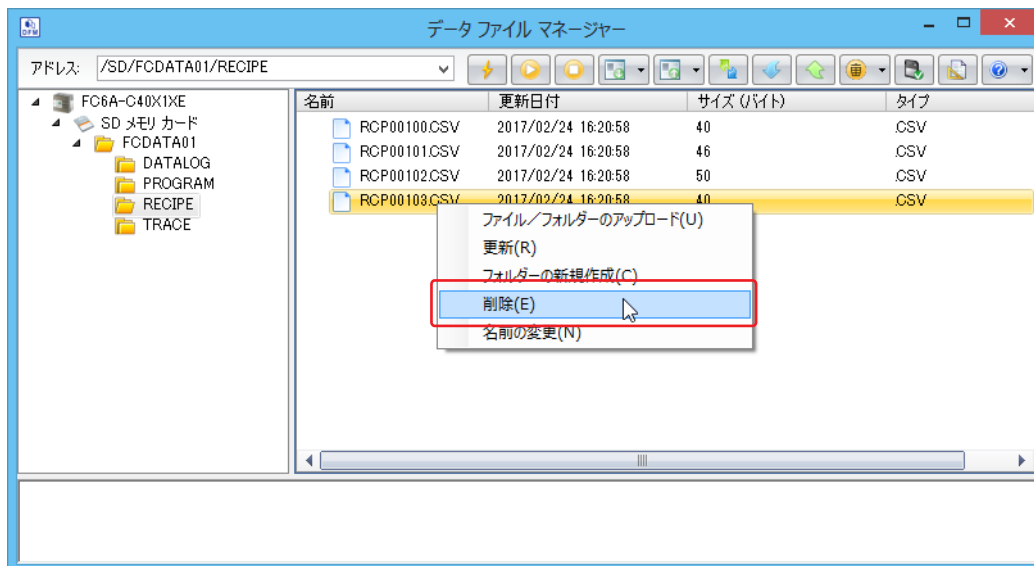 DFM
データ ファイル マネージャー
アドレス: /SD/FCDATA01/RECIPE
FC6A-C40X1XE
SD メモリ カード
FCDATA01
DATALOG
PROGRAM
RECIPE
TRACE
名前 更新日付 サイズ (バイト) タイプ
RCP00100.CSV 2017/02/24 16:20:58 40 .CSV
RCP00101.CSV 2017/02/24 16:20:58 46 .CSV
RCP00102.CSV 2017/02/24 16:20:58 50 .CSV
RCP00103.CSV 2017/02/24 16:20:58 40 .CSV
ファイル／フォルダーのアップロード(U)
更新(R)
フォルダーの新規作成(C)
削除(E)
名前の変更(N)